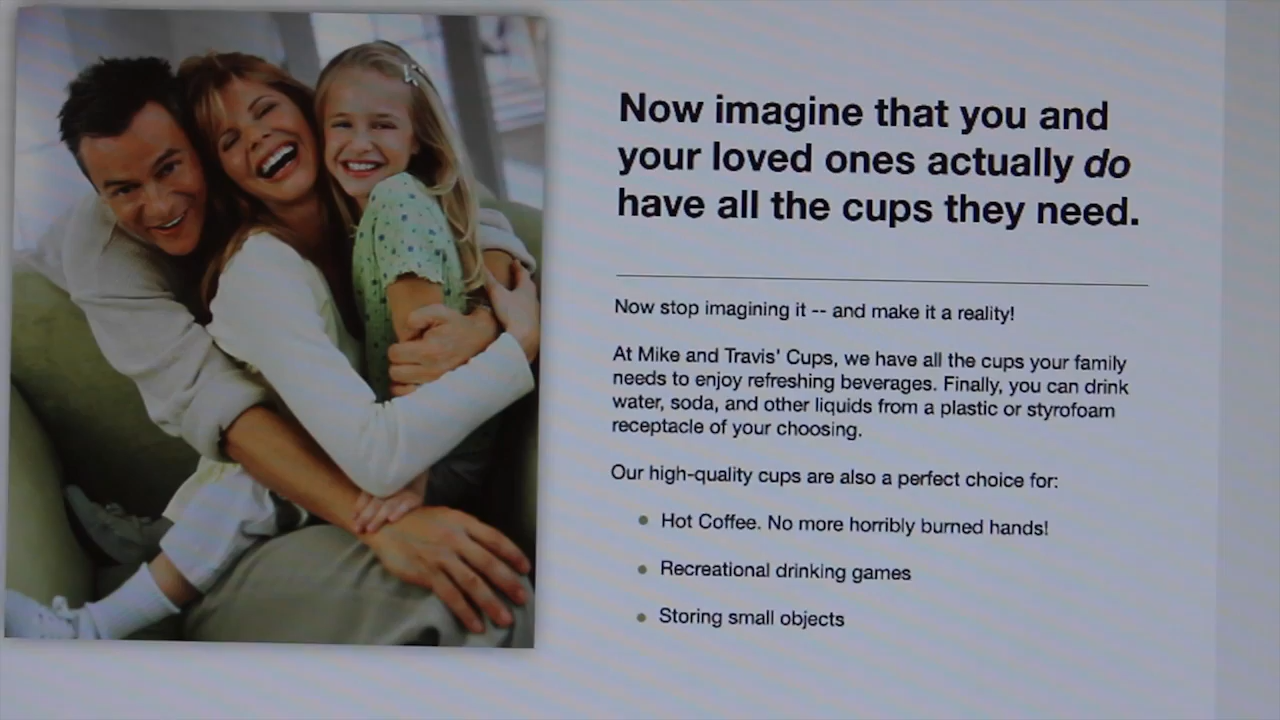 Now imagine that you and
your loved ones actually do
have all the cups they need.
Now stop imagining it -- and make it a reality!
At Mike and Travis' Cups, we have all the cups your family
needs to enjoy refreshing beverages. Finally, you can drink
water, soda, and other liquids from a plastic or styrofoam
receptacle of your choosing.
Our high-quality cups are also a perfect choice for:
• Hot Coffee. No more horribly burned hands!
• Recreational drinking games
• Storing small objects